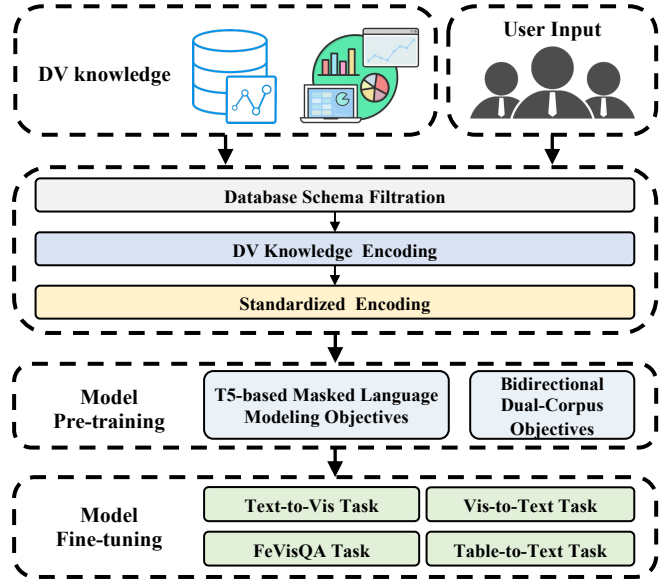 DV knowledge
User Input
Database Schema Filtration
DV Knowledge Encoding
Standardized Encoding
Model
Pre-training
T5-based Masked Language
Modeling Objectives
Bidirectional
Dual-Corpus
Objectives
Model
Fine-tuning
Text-to-Vis Task
Vis-to-Text Task
FeVisQA Task
Table-to-Text Task